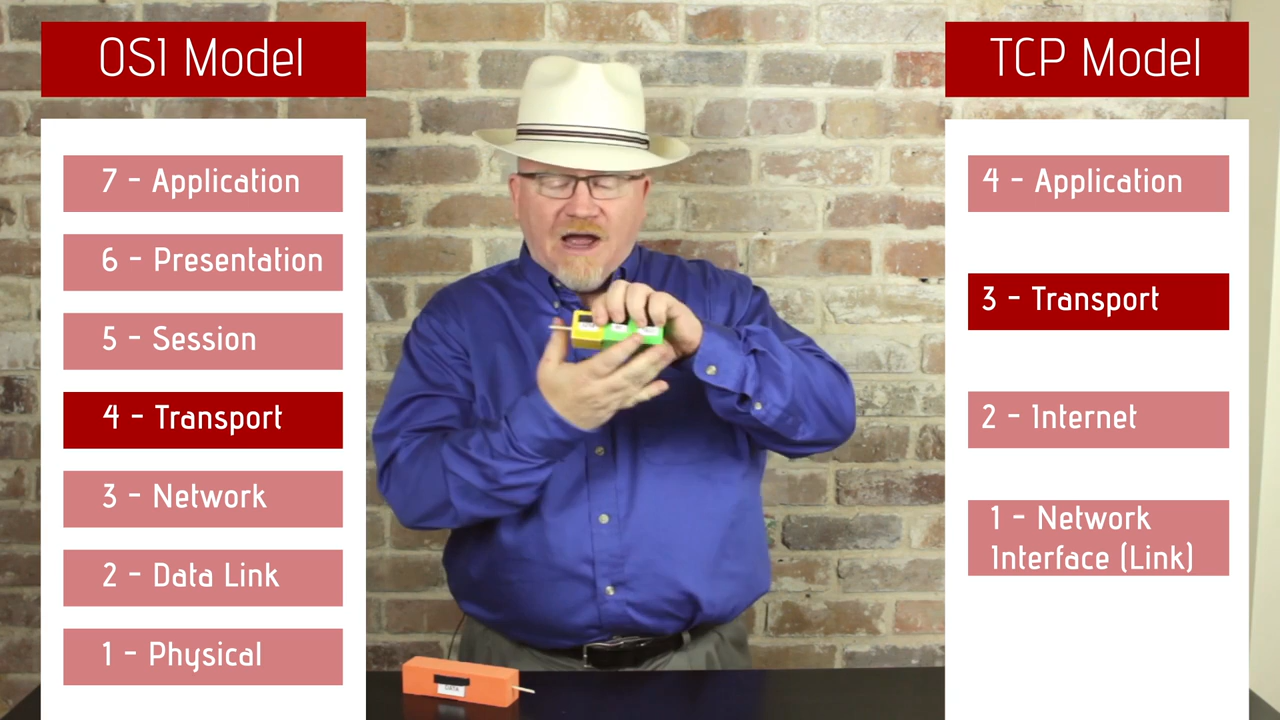 OSI Model
7 - Application
6 - Presentation
5 - Session
4 - Transport
3 - Network
2 - Data Link
1 - Physical
TCP Model
4 - Application
3 - Transport
2 - Internet
1 - Network
Interface (Link)
DATA